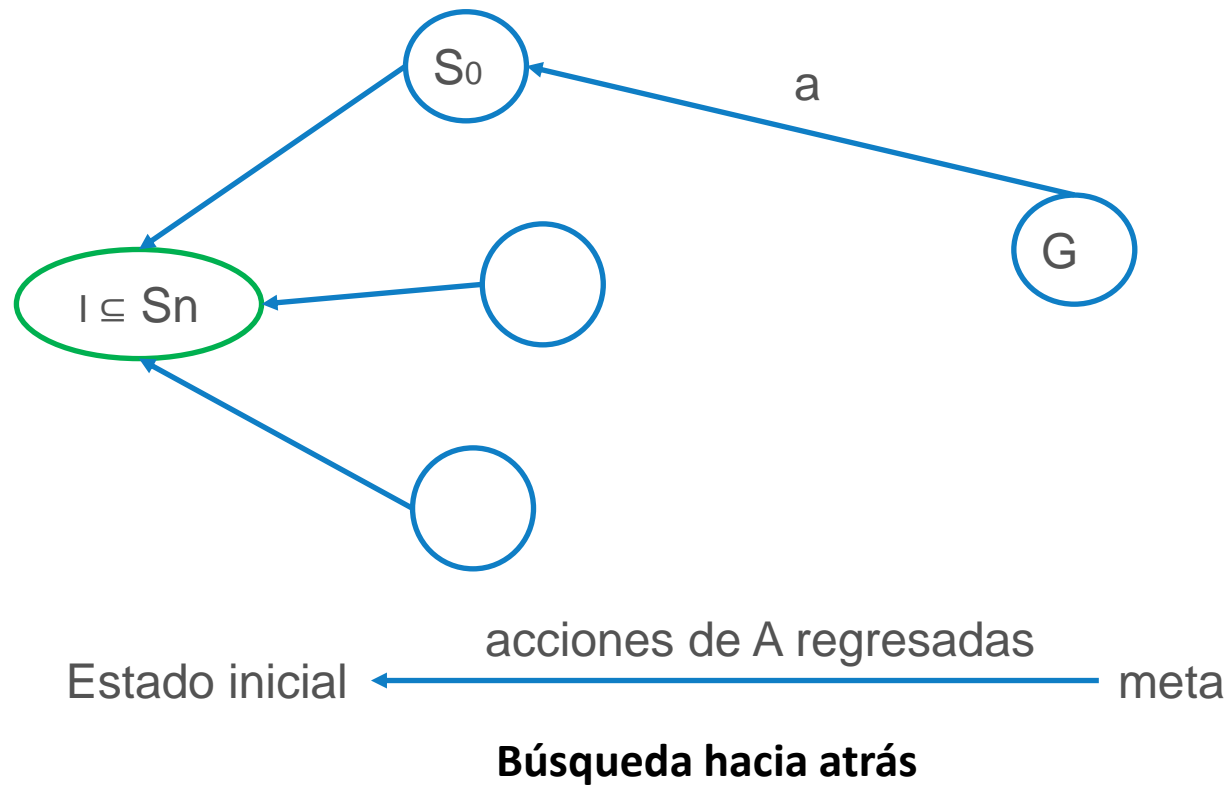 S0
a
G
I ⊆ Sn
acciones de A regresadas
Estado inicial
meta
Búsqueda hacia atrás